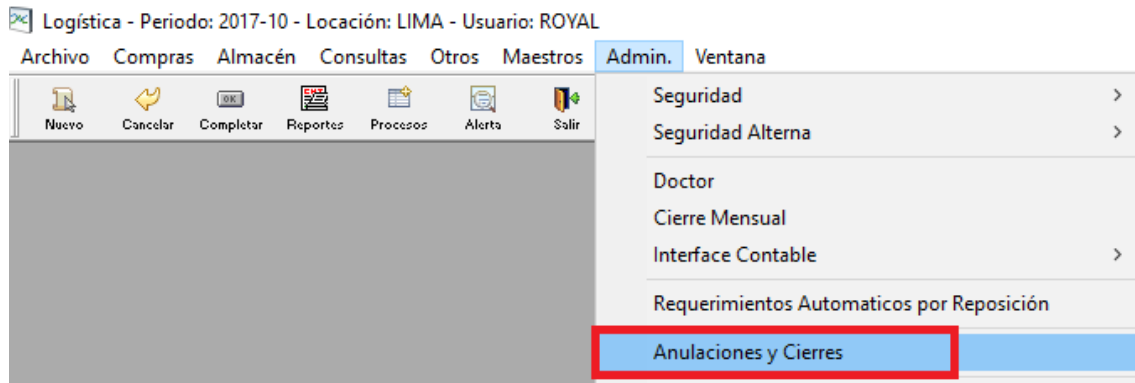 Logística - Periodo: 2017-10 - Locación: LIMA - Usuario: ROYAL
Archivo Compras Almacén Consultas Otros Maestros Admin. Ventana
Nuevo Cancelar Completar Reportes Procesos Alerta Salir
Seguridad
Seguridad Alterna
Doctor
Cierre Mensual
Interface Contable
Requerimientos Automaticos por Reposición
Anulaciones y Cierres